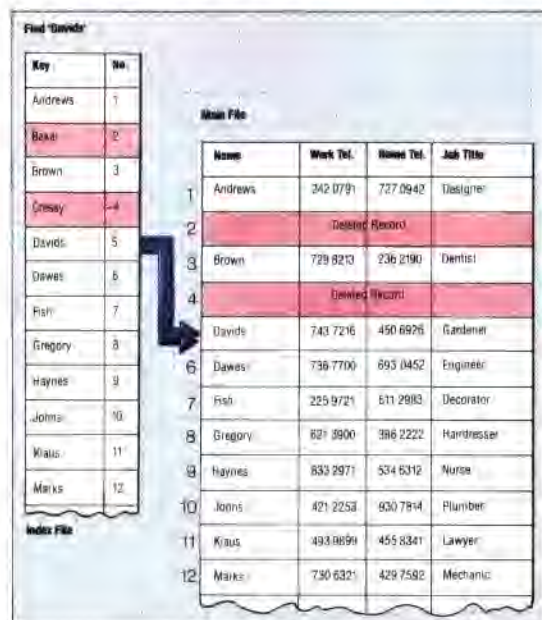 Find 'Davids'
Key No
Andrews 1
Baker 2
Brown 3
Cressy 4
Davids 5
Dawes 6
Fish 7
Gregory 8
Haynes 9
Johns 10
Kraus 11
Marks 12
Index File
Main File
Name Work Tel. Home Tel. Job Title
1 Andrews 242 0791 727 0942 Designer
2 Deleted Record
3 Brown 729 8213 236 2190 Dentist
4 Deleted Record
Davids 743 7216 450 6926 Gardener
6 Dawes 736 7700 693 0452 Engineer
7 Fish 225 9721 611 2983 Decorator
8 Gregory 621 3900 386 2222 Hairdresser
9 Haynes 833 2971 534 6312 Nurse
10 Johns 421 2253 930 7814 Plumber
11 Kraus 493 9899 455 8341 Lawyer
12 Marks 730 6321 429 7592 Mechanic